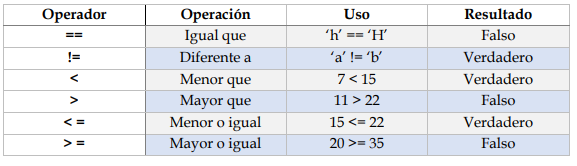 Operador Operación Uso Resultado
== Igual que ‘h’ == ‘H’ Falso
!= Diferente a ‘a’ != ‘b’ Verdadero
< Menor que 7 < 15 Verdadero
> Mayor que 11 > 22 Falso
< = Menor o igual 15 <= 22 Verdadero
> = Mayor o igual 20 >= 35 Falso